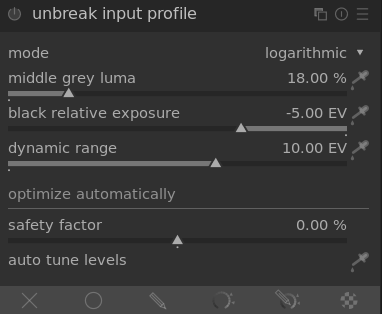 unbreak input profile
mode logarithmic
middle grey luma 18.00 %
black relative exposure -5.00 EV
dynamic range 10.00 EV
optimize automatically
safety factor 0.00 %
auto tune levels